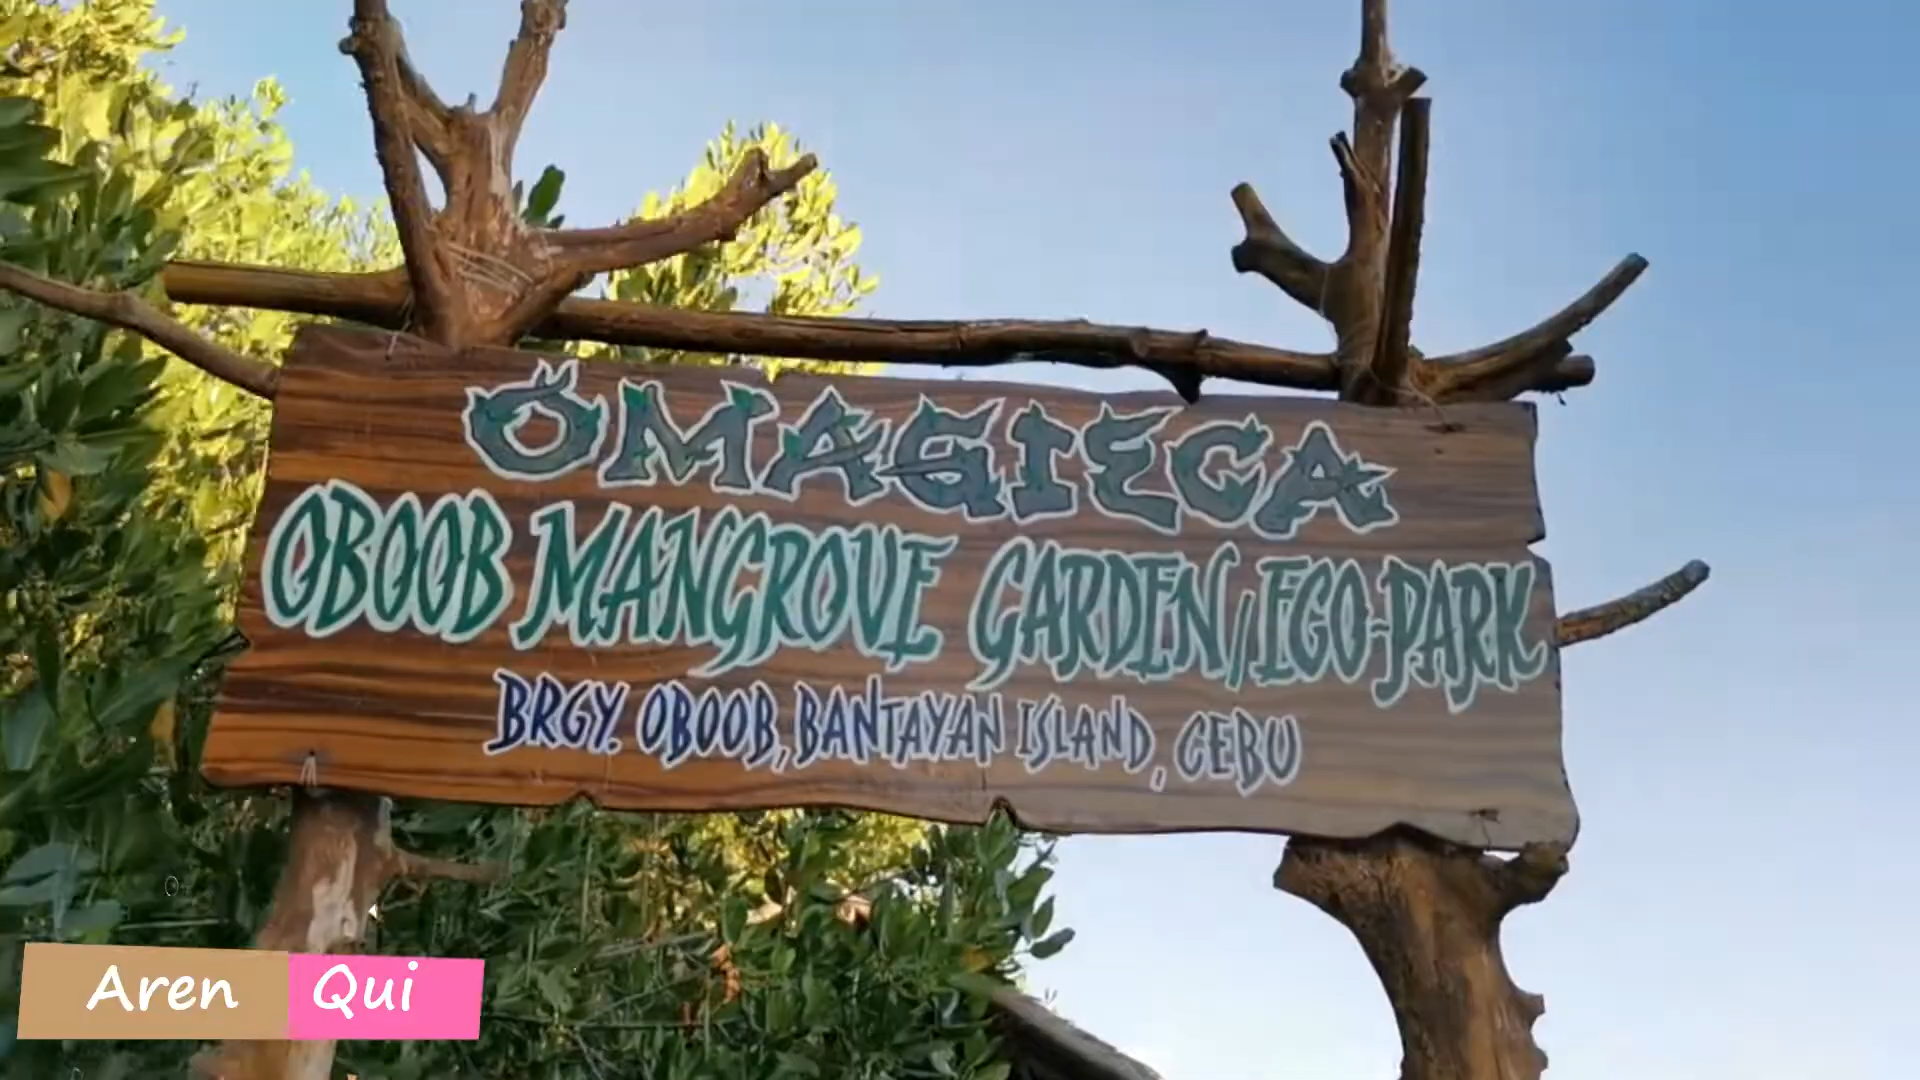 OMAGIECA
OBOOB MANGROVE GARDEN/ECO-PARK
BRGY. OBOOB, BANTAYAN ISLAND, CEBU
Aren Qui